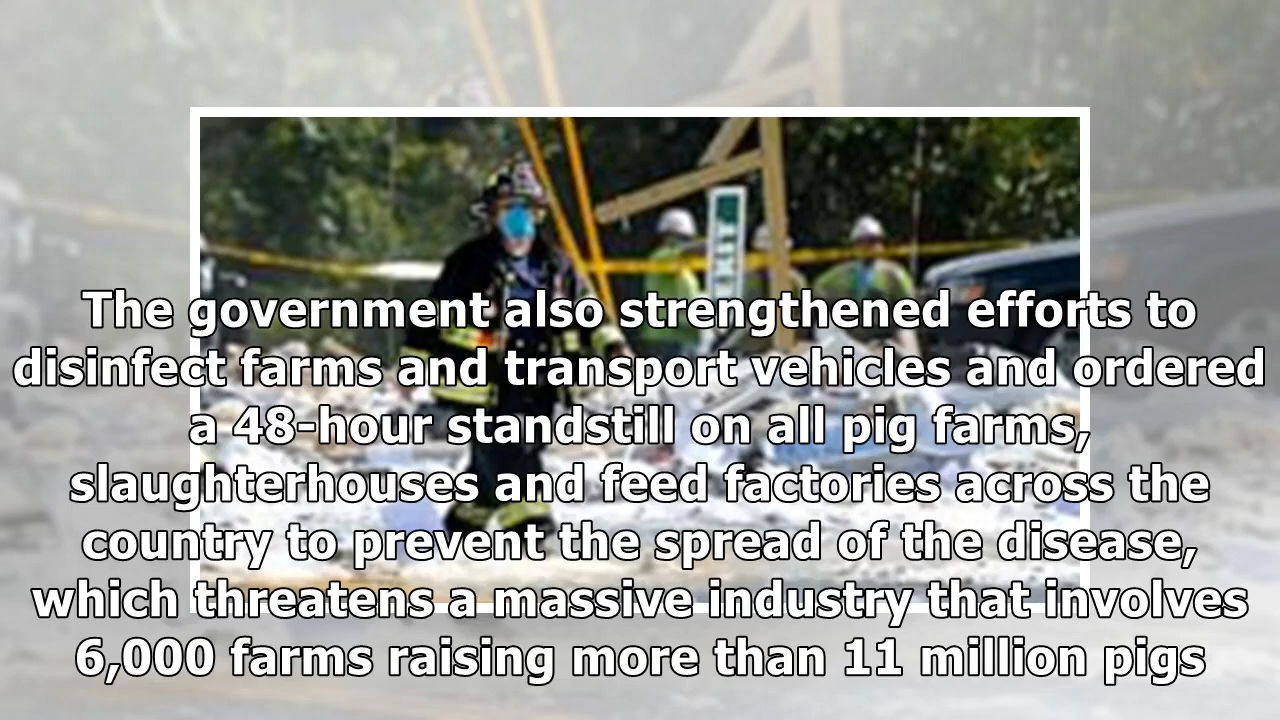 EXIT
The government also strengthened efforts to
disinfect farms and transport vehicles and ordered
a 48-hour standstill on all pig farms,
slaughterhouses and feed factories across the
country to prevent the spread of the disease,
which threatens a massive industry that involves
6,000 farms raising more than 11 million pigs